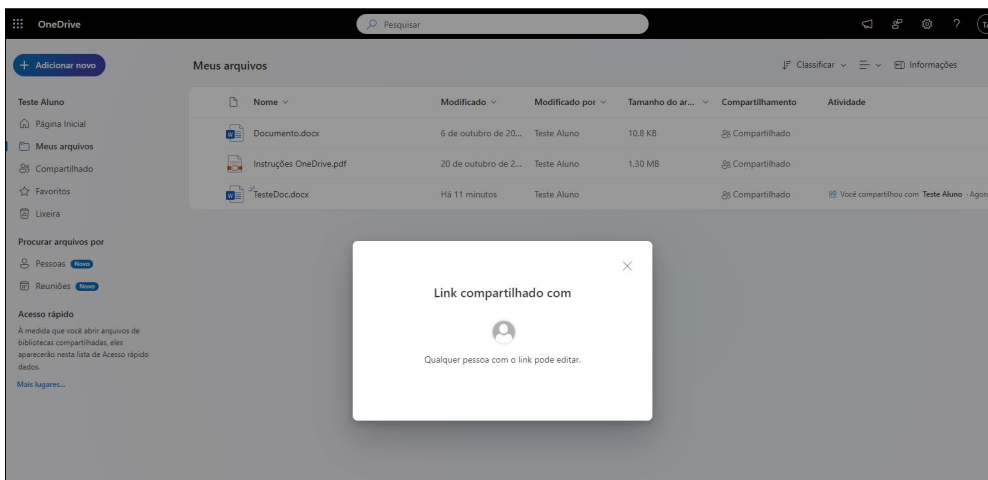 OneDrive
Pesquisar
?
+ Adicionar novo
Meus arquivos
Classificar
Informações
Teste Aluno
Página Inicial
Meus arquivos
Compartilhado
Favoritos
Lixeira
Procurar arquivos por
Pessoas Novo
Reuniões Novo
Acesso rápido
À medida que você abrir arquivos de
bibliotecas compartilhadas, eles
aparecerão nesta lista de Acesso rápido
dados.
Mais lugares...
Nome Modificado Modificado por Tamanho do ar... Compartilhamento Atividade
Documento.docx 6 de outubro de 20... Teste Aluno 10,8 KB Compartilhado
Instruções OneDrive.pdf 20 de outubro de 2... Teste Aluno 1,30 MB Compartilhado
TesteDoc.docx Há 11 minutos Teste Aluno Compartilhado Você compartilhou com Teste Aluno · Agora
Link compartilhado com
Qualquer pessoa com o link pode editar.